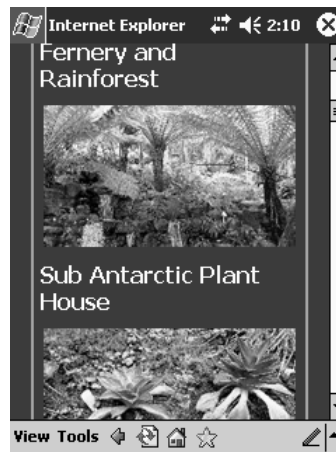 Internet Explorer 2:10
Fernery and
Rainforest
Sub Antarctic Plant
House
View Tools